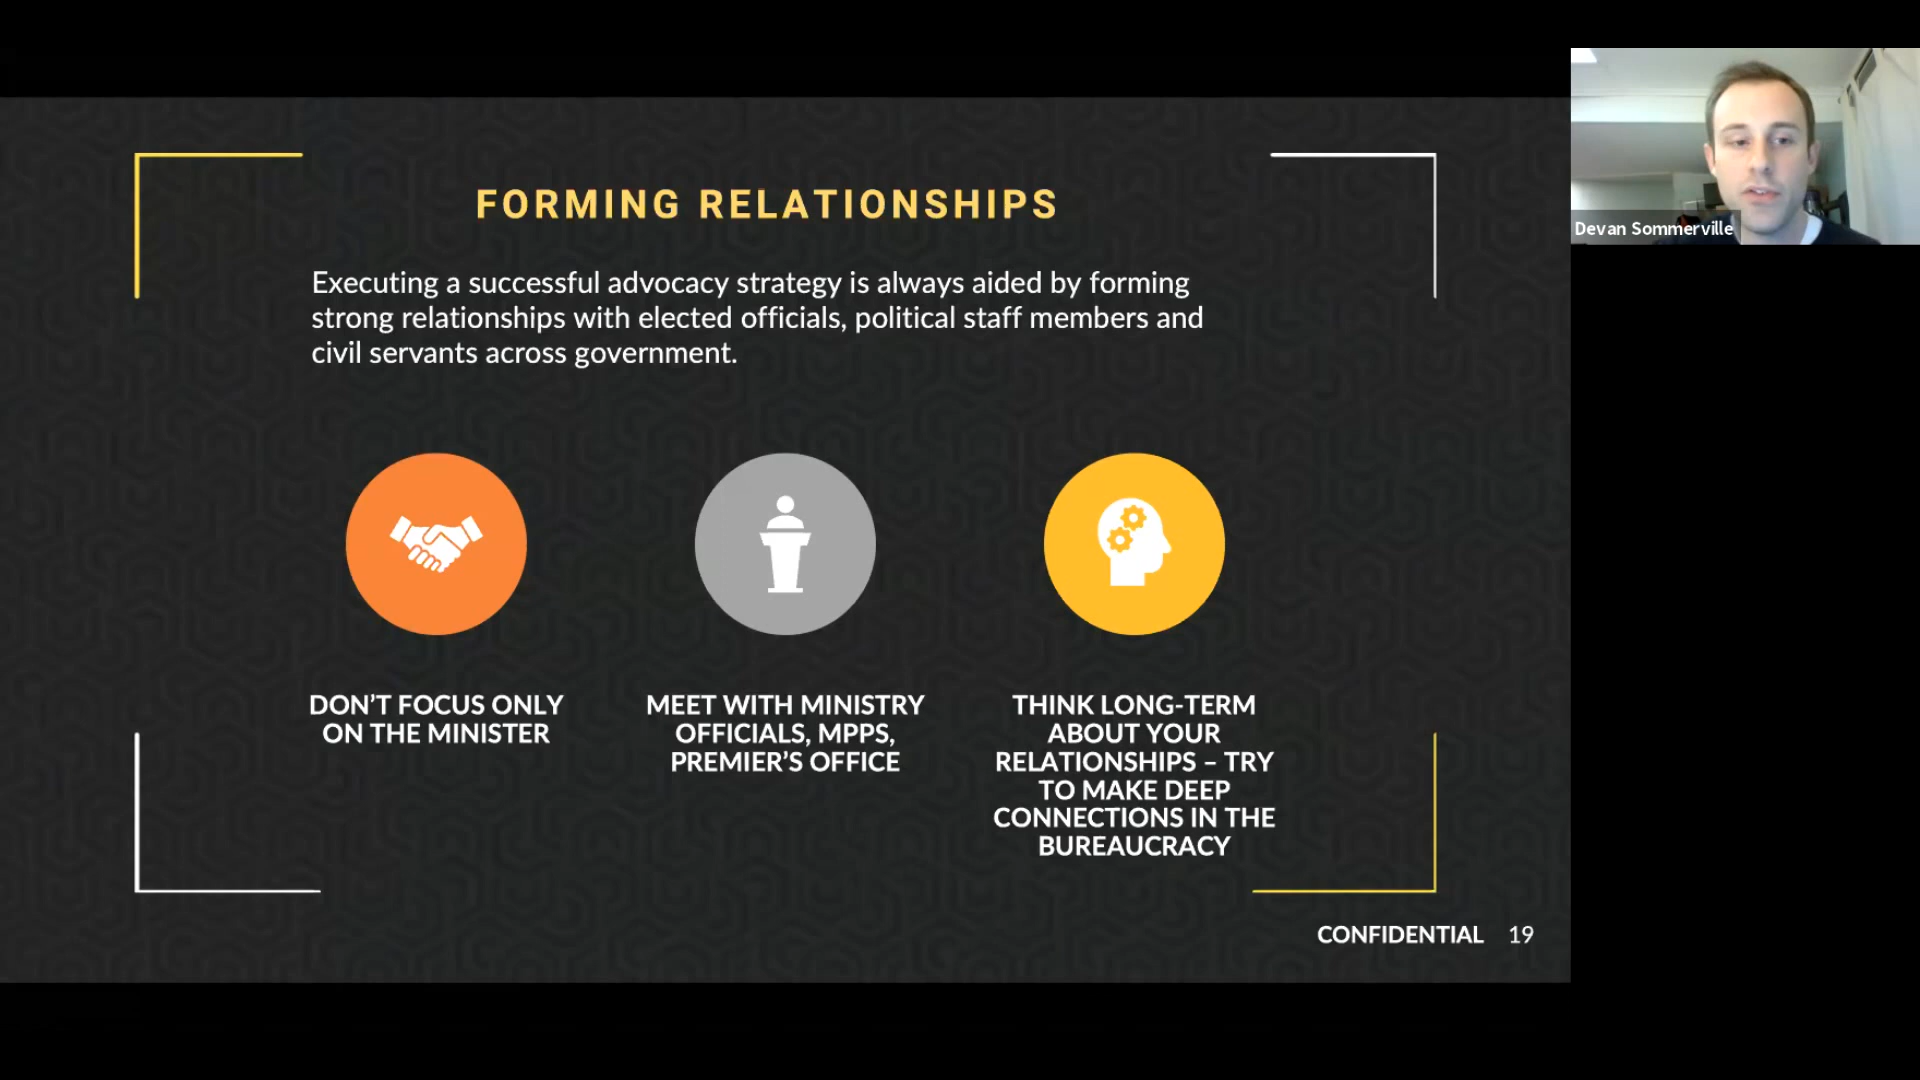 FORMING RELATIONSHIPS
Executing a successful advocacy strategy is always aided by forming
strong relationships with elected officials, political staff members and
civil servants across government.
DON’T FOCUS ONLY
ON THE MINISTER
MEET WITH MINISTRY
OFFICIALS, MPPS,
PREMIER’S OFFICE
THINK LONG-TERM
ABOUT YOUR
RELATIONSHIPS – TRY
TO MAKE DEEP
CONNECTIONS IN THE
BUREAUCRACY
CONFIDENTIAL 19
Devan Sommerville